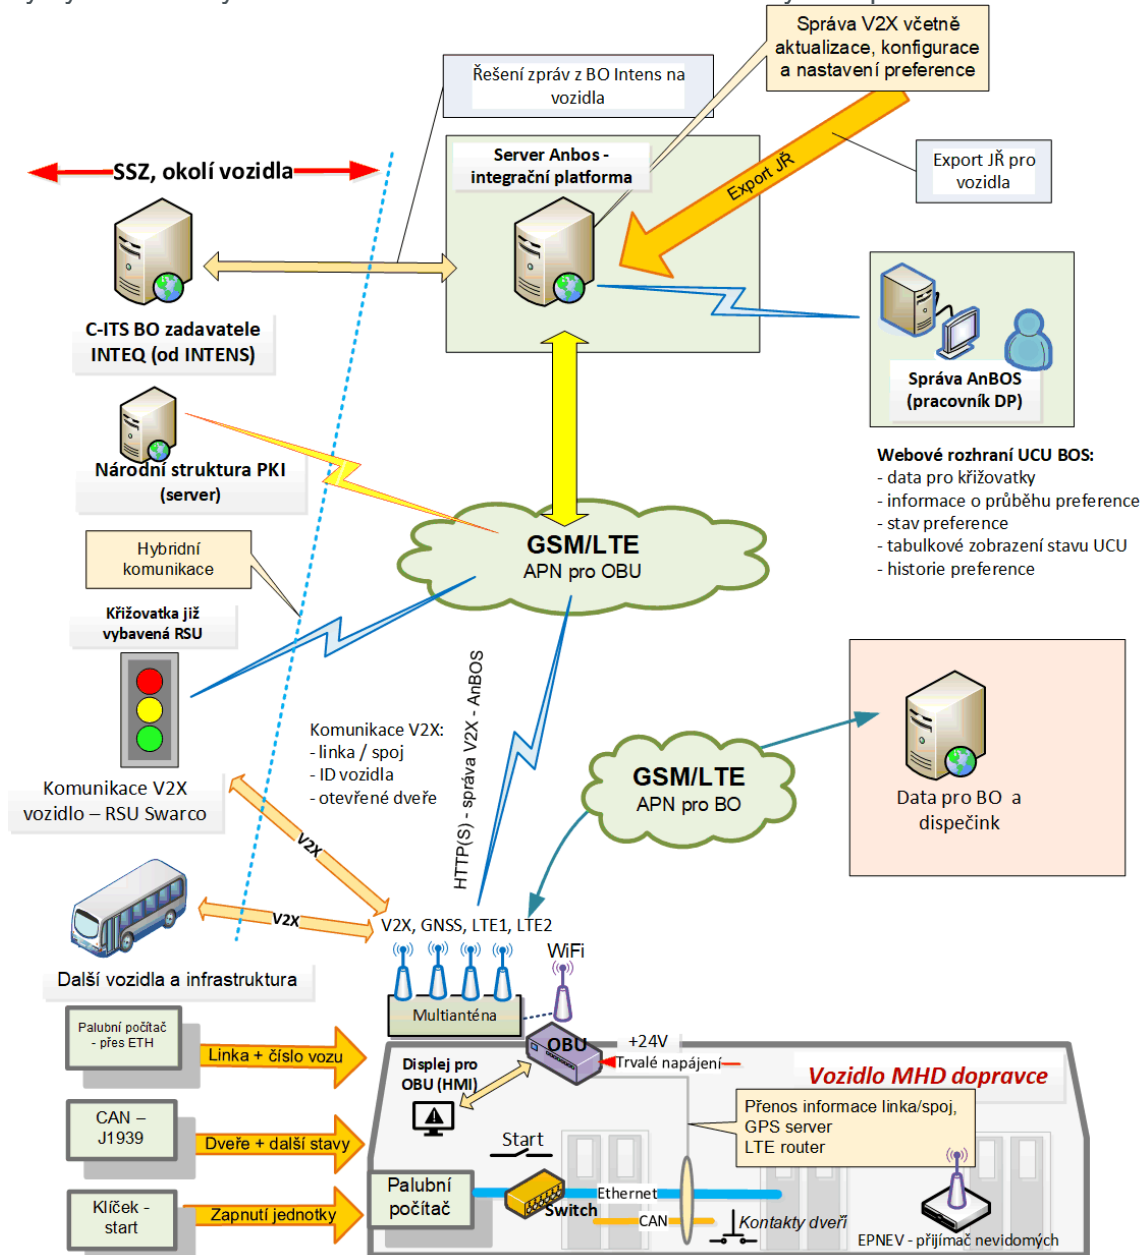 Správa V2X včetně
aktualizace, konfigurace
a nastavení preference
Řešení zpráv z BO Intens na
vozidla
Server Anbos -
integrační platforma
Export JŘ
Export JŘ pro
vozidla
SSZ, okolí vozidla
C-ITS BO zadavatele
INTEQ (od INTENS)
Správa AnBOS
(pracovník DP)
Národní struktura PKI
(server)
Webové rozhraní UCU BOS:
- data pro křižovatky
- informace o průběhu preference
- stav preference
- tabulkové zobrazení stavu UCU
- historie preference
GSM/LTE
APN pro OBU
Hybridní
komunikace
Křižovatka již
vybavená RSU
HTTP(S) - správa V2X - AnBOS
Komunikace V2X:
- linka / spoj
- ID vozidla
- otevřené dveře
GSM/LTE
APN pro BO
Data pro BO a
dispečink
Komunikace V2X
vozidlo – RSU Swarco
V2X
V2X
V2X, GNSS, LTE1, LTE2
WiFi
Další vozidla a infrastruktura
Multianténa
Palubní počítač
- přes ETH
Linka + číslo vozu
OBU
+24V
Trvalé napájení
Displej pro
OBU (HMI)
Vozidlo MHD dopravce
Přenos informace linka/spoj,
GPS server
LTE router
CAN –
J1939
Dveře + další stavy
Start
Palubní
počítač
Switch
Ethernet
CAN
Kontakty dveří
Klíček -
start
Zapnutí jednotky
EPNEV - přijímač nevidomých